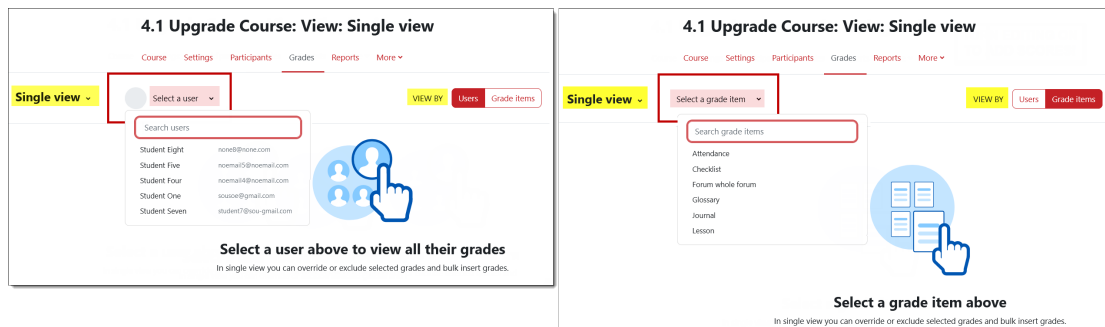 4.1 Upgrade Course: View: Single view
Course Settings Participants Grades Reports More
Single view
Select a user
VIEW BY Users Grade items
Search users
Student Eight none8@none.com
Student Five noemail5@noemail.com
Student Four noemail4@noemail.com
Student One sousoe@gmail.com
Student Seven student7@sou-gmail.com
Select a user above to view all their grades
In single view you can override or exclude selected grades and bulk insert grades.
4.1 Upgrade Course: View: Single view
Course Settings Participants Grades Reports More
Single view
Select a grade item
VIEW BY Users Grade items
Search grade items
Attendance
Checklist
Forum whole forum
Glossary
Journal
Lesson
Select a grade item above
In single view you can override or exclude selected grades and bulk insert grades.